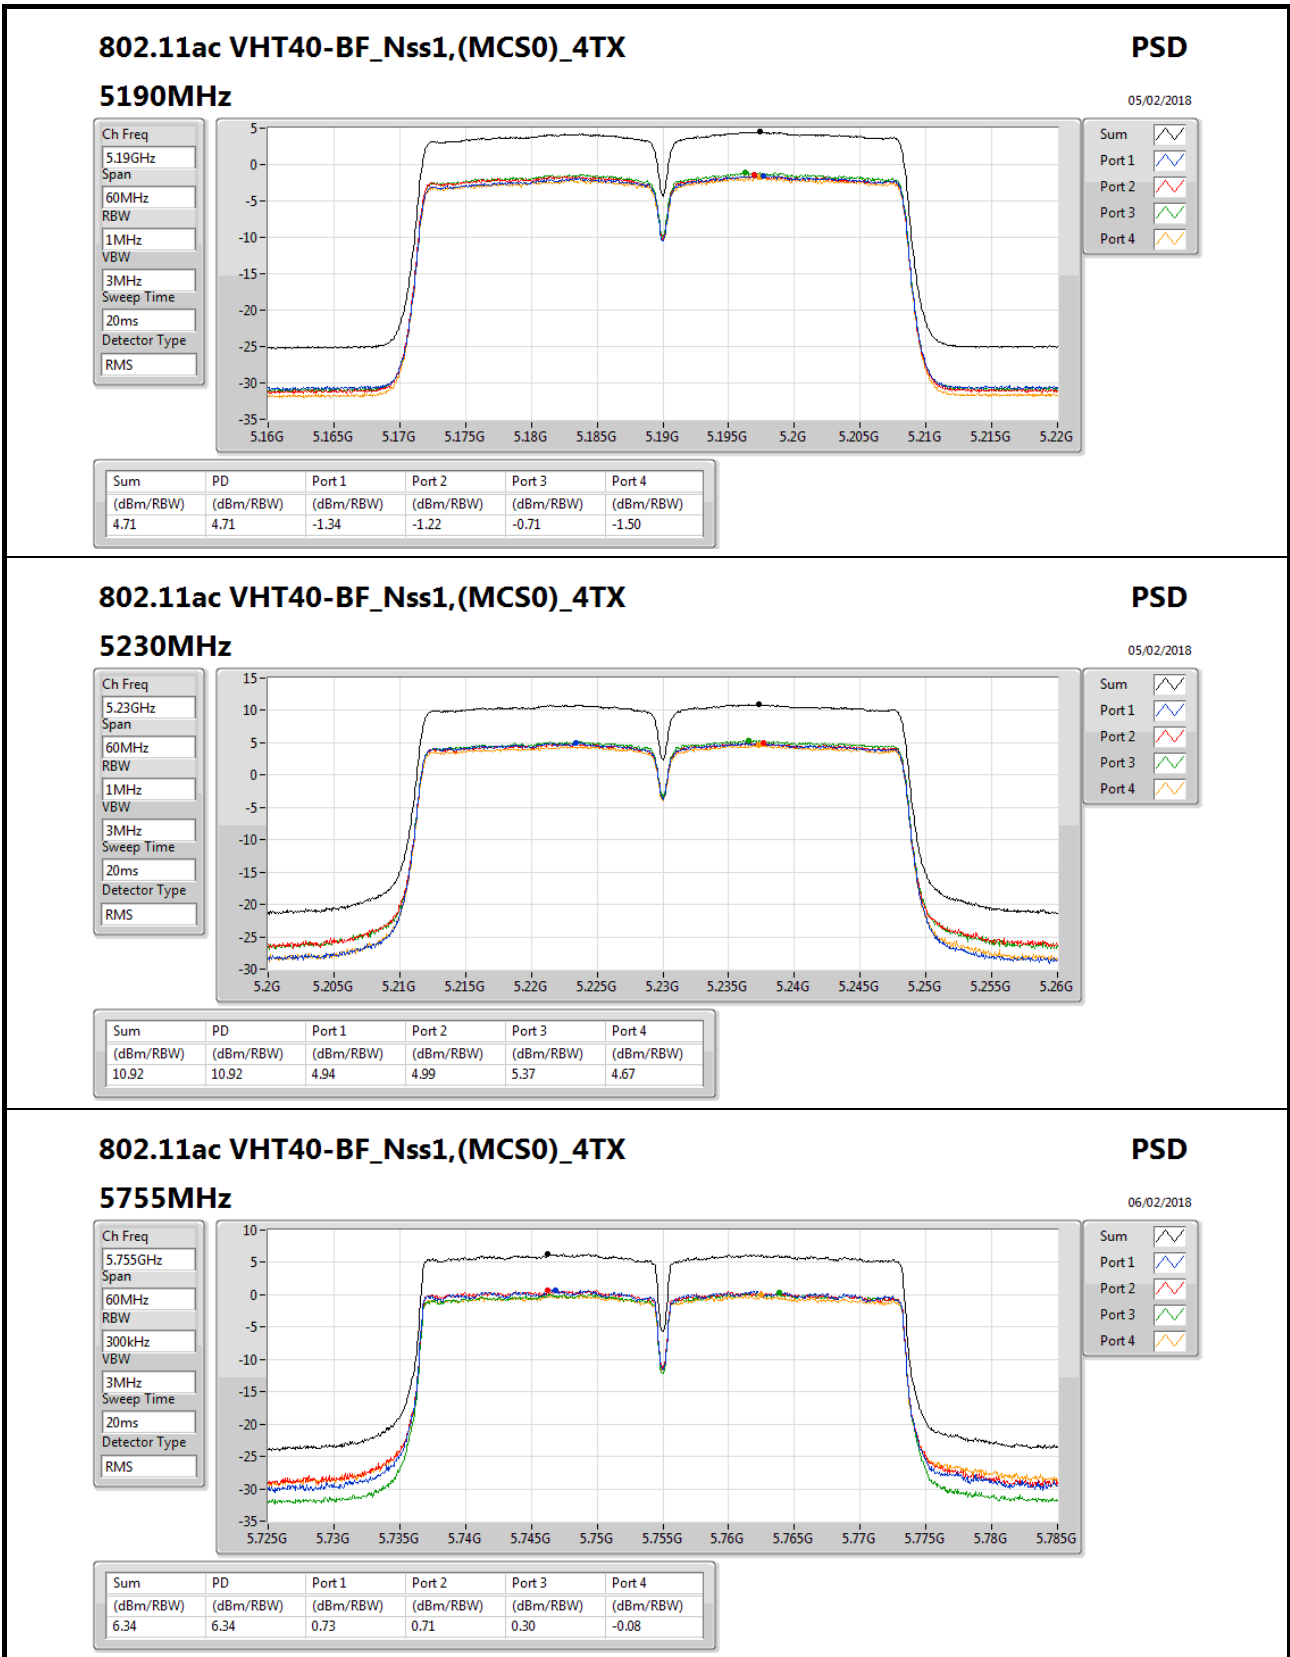 802.11ac VHT40-BF_Nss1,(MCS0)_4TX PSD
5190MHz 05/02/2018
Ch Freq
5.19GHz
Span
60MHz
RBW
1MHz
VBW
3MHz
Sweep Time
20ms
Detector Type
RMS
5
0
-5
-10
-15
-20
-25
-30
-35
5.16G 5.165G 5.17G 5.175G 5.18G 5.185G 5.19G 5.195G 5.2G 5.205G 5.21G 5.215G 5.22G
Sum
Port 1
Port 2
Port 3
Port 4
Sum PD Port 1 Port 2 Port 3 Port 4
(dBm/RBW) (dBm/RBW) (dBm/RBW) (dBm/RBW) (dBm/RBW) (dBm/RBW)
4.71 4.71 -1.34 -1.22 -0.71 -1.50
802.11ac VHT40-BF_Nss1,(MCS0)_4TX PSD
5230MHz 05/02/2018
Ch Freq
5.23GHz
Span
60MHz
RBW
1MHz
VBW
3MHz
Sweep Time
20ms
Detector Type
RMS
15
10
5
0
-5
-10
-15
-20
-25
-30
5.2G 5.205G 5.21G 5.215G 5.22G 5.225G 5.23G 5.235G 5.24G 5.245G 5.25G 5.255G 5.26G
Sum
Port 1
Port 2
Port 3
Port 4
Sum PD Port 1 Port 2 Port 3 Port 4
(dBm/RBW) (dBm/RBW) (dBm/RBW) (dBm/RBW) (dBm/RBW) (dBm/RBW)
10.92 10.92 4.94 4.99 5.37 4.67
802.11ac VHT40-BF_Nss1,(MCS0)_4TX PSD
5755MHz 06/02/2018
Ch Freq
5.755GHz
Span
60MHz
RBW
300kHz
VBW
3MHz
Sweep Time
20ms
Detector Type
RMS
10
5
0
-5
-10
-15
-20
-25
-30
-35
5.725G 5.73G 5.735G 5.74G 5.745G 5.75G 5.755G 5.76G 5.765G 5.77G 5.775G 5.78G 5.785G
Sum
Port 1
Port 2
Port 3
Port 4
Sum PD Port 1 Port 2 Port 3 Port 4
(dBm/RBW) (dBm/RBW) (dBm/RBW) (dBm/RBW) (dBm/RBW) (dBm/RBW)
6.34 6.34 0.73 0.71 0.30 -0.08